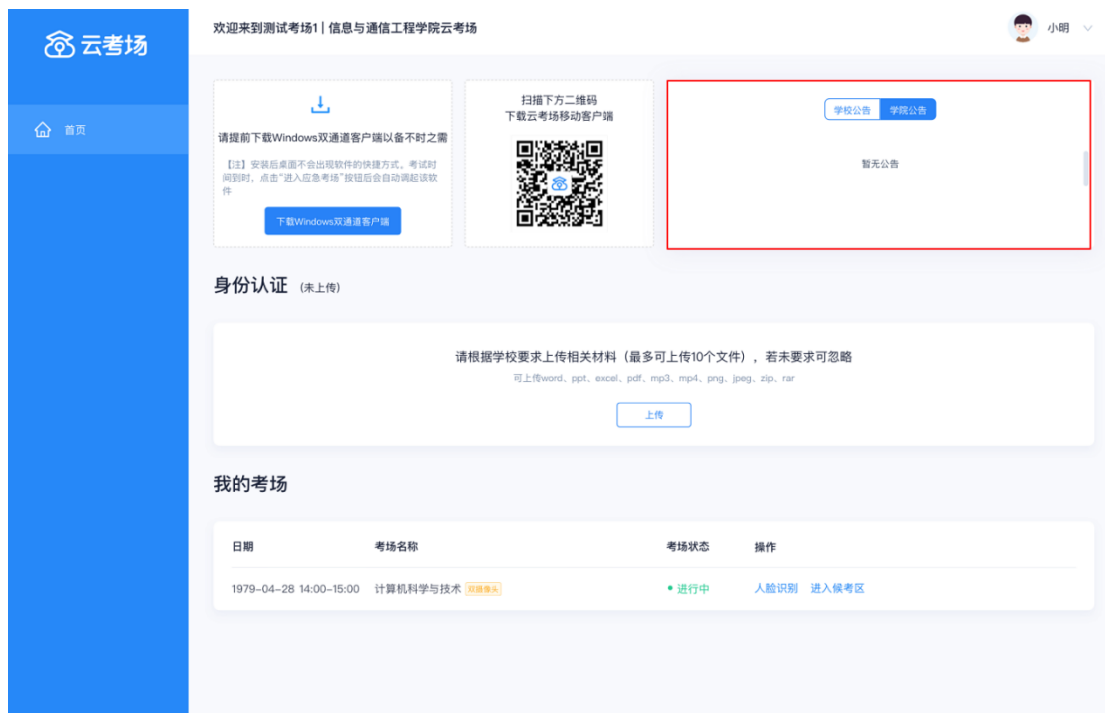 云考场
首页
欢迎来到测试考场1 | 信息与通信工程学院云考场
小明
请提前下载Windows双通道客户端以备不时之需
【注】安装后桌面不会出现软件的快捷方式。考试时
间到时，点击“进入应急考场”按钮后会自动调起该软
件
下载Windows双通道客户端
扫描下方二维码
下载云考场移动客户端
学校公告 学院公告
暂无公告
身份认证 (未上传)
请根据学校要求上传相关材料（最多可上传10个文件），若未要求可忽略
可上传word、ppt、excel、pdf、mp3、mp4、png、jpeg、zip、rar
上传
我的考场
日期 考场名称 考场状态 操作
1979-04-28 14:00-15:00 计算机科学与技术 双摄像头 进行中 人脸识别 进入候考区